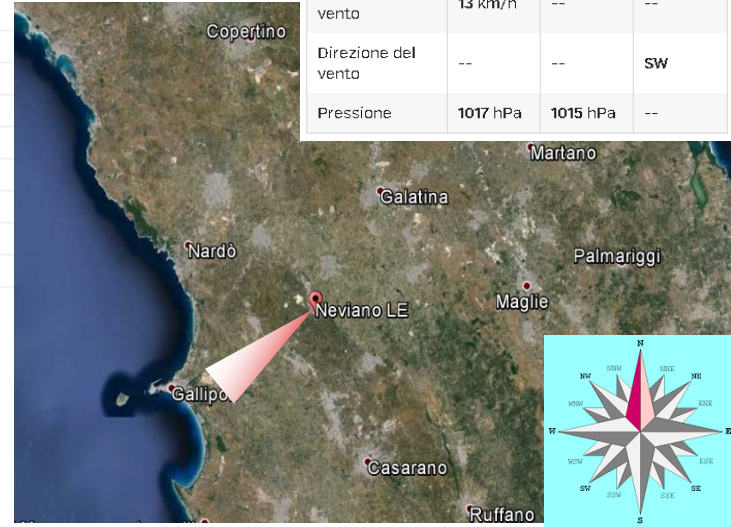 vento
13 km/h
--
--
Direzione del
vento
--
--
SW
Pressione
1017 hPa
1015 hPa
--
Copertino
Martano
Galatina
Nardò
Palmariggi
Maglie
Neviano LE
Gallipo
Casarano
Ruffano
N
NNW
NNE
NW
NE
WNW
ENE
W
E
WSW
ESE
SW
SE
SSW
SSE
S